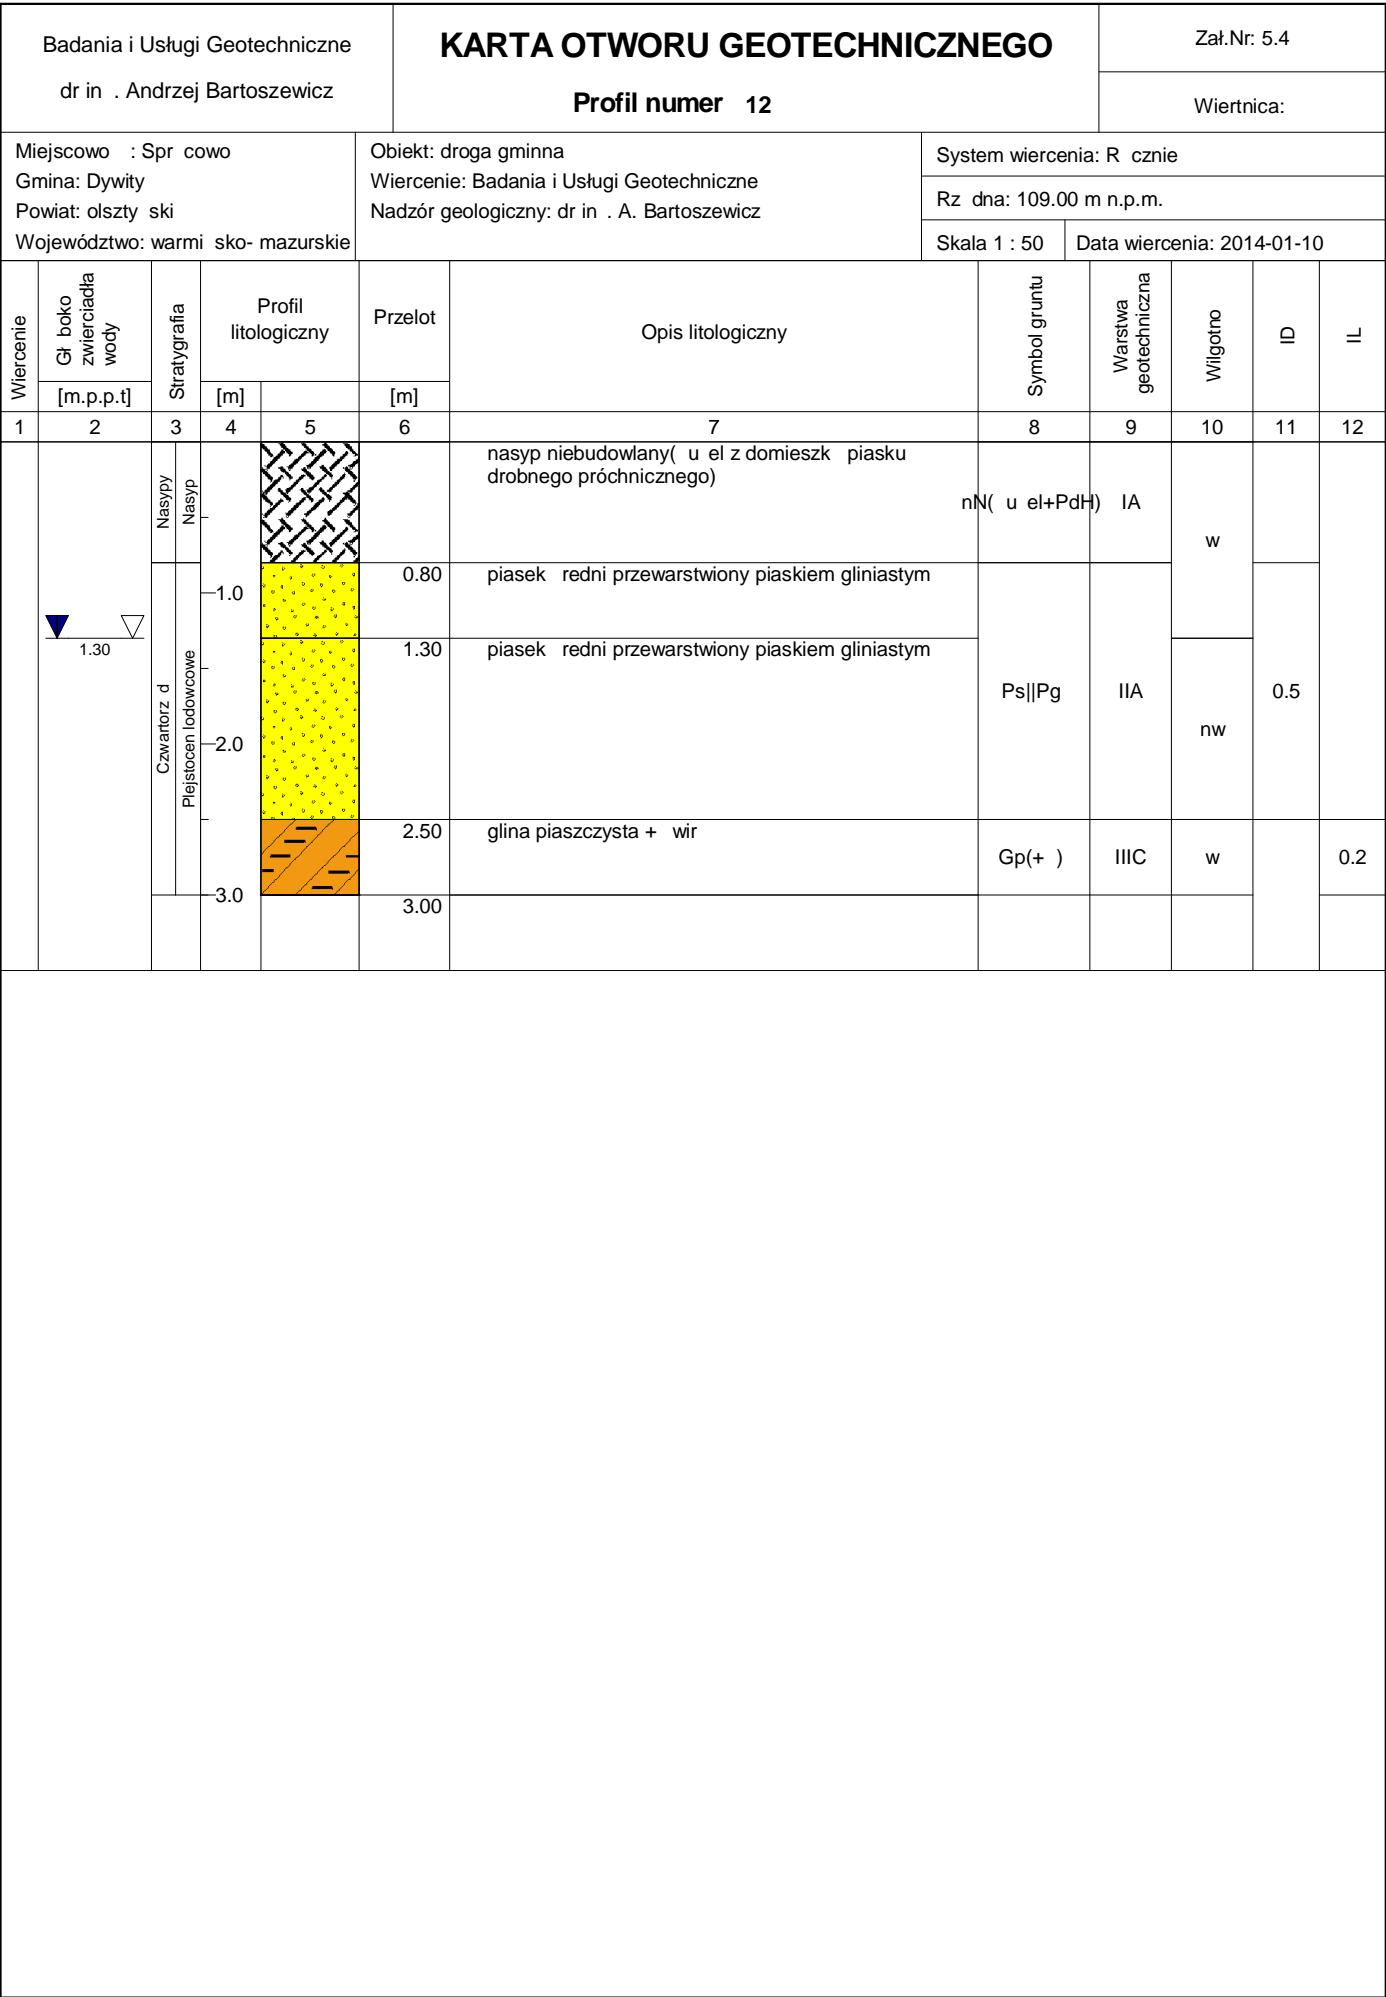 Badania i Usługi Geotechniczne
dr in . Andrzej Bartoszewicz
KARTA OTWORU GEOTECHNICZNEGO
Profil numer 12
Zał.Nr: 5.4
Wiertnica:
Miejscowo : Spr cowo
Gmina: Dywity
Powiat: olszty ski
Województwo: warmi sko- mazurskie
Obiekt: droga gminna
Wiercenie: Badania i Usługi Geotechniczne
Nadzór geologiczny: dr in . A. Bartoszewicz
System wiercenia: R cznie
Rz dna: 109.00 m n.p.m.
Skala 1 : 50
Data wiercenia: 2014-01-10
Wiercenie
Gł boko
zwierciadła
wody
[m.p.p.t]
Stratygrafia
Profil
litologiczny
[m]
Przelot
[m]
Opis litologiczny
Symbol gruntu
Warstwa
geotechniczna
Wilgotno
ID
IL
1 2 3 4 5 6 7 8 9 10 11 12
Nasypy
Nasyp
nasyp niebudowlany( u el z domieszk piasku
drobnego próchnicznego)
nN( u el+PdH)
IA
w
0.80
piasek redni przewarstwiony piaskiem gliniastym
1.0
1.30
1.30
piasek redni przewarstwiony piaskiem gliniastym
Czwartorz d
Plejstocen lodowcowe
Ps||Pg
IIA
0.5
nw
2.0
2.50
glina piaszczysta + wir
Gp(+ )
IIIC
w
0.2
3.0
3.00